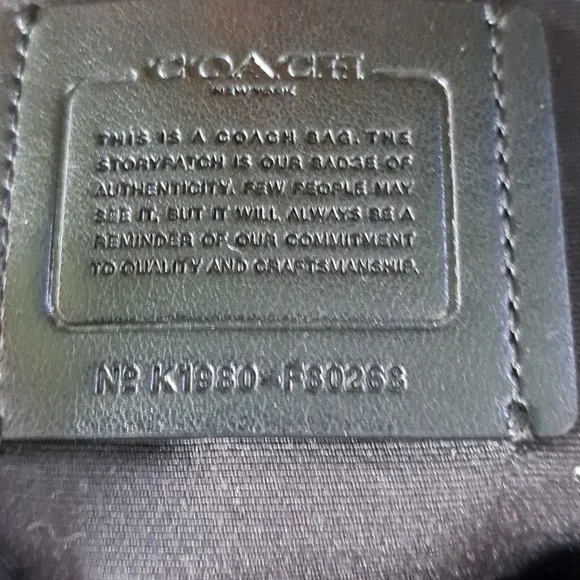 COACH
NEW YORK
THIS IS A COACH BAG. THE
STORYPATCH IS OUR BADGE OF
AUTHENTICITY. FEW PEOPLE MAY
SEE IT, BUT IT WILL ALWAYS BE A
REMINDER OF OUR COMMITMENT
TO QUALITY AND CRAFTSMANSHIP.
Nº K1980-F80268